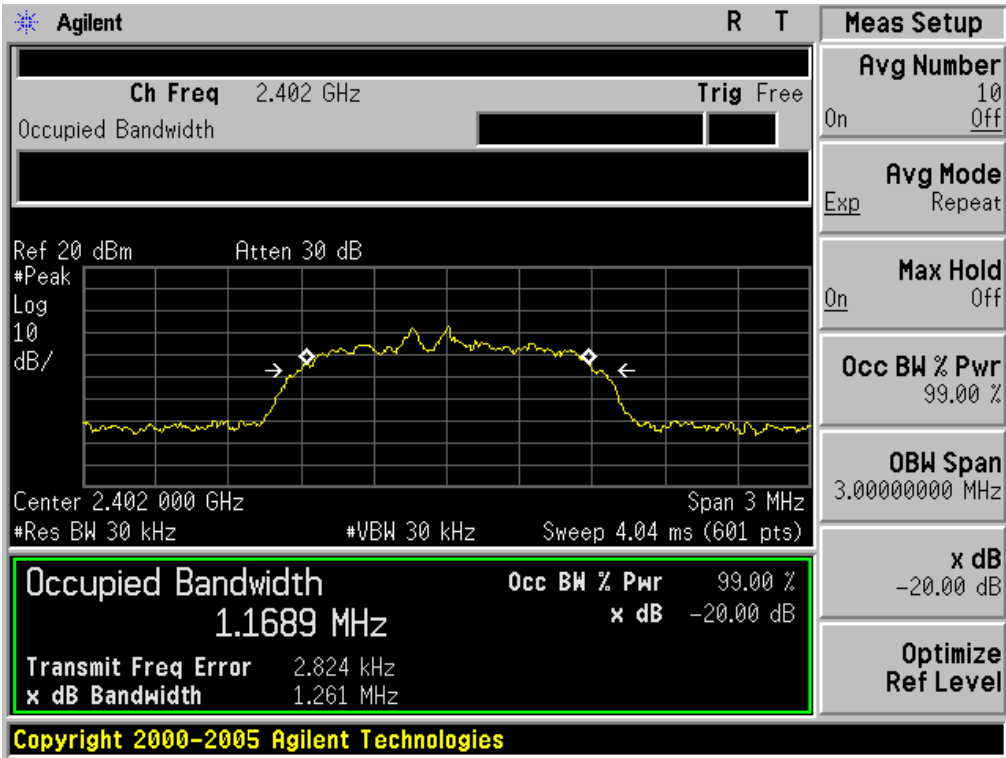 Agilent R T
Ch Freq 2.402 GHz Trig Free
Occupied Bandwidth
Ref 20 dBm Atten 30 dB
#Peak
Log
10
dB/
Center 2.402 000 GHz Span 3 MHz
#Res BW 30 kHz #VBW 30 kHz Sweep 4.04 ms (601 pts)
Occupied Bandwidth Occ BW % Pwr 99.00 %
1.1689 MHz x dB -20.00 dB
Transmit Freq Error 2.824 kHz
x dB Bandwidth 1.261 MHz
Copyright 2000-2005 Agilent Technologies
Meas Setup
Avg Number
10
On Off
Avg Mode
Exp Repeat
Max Hold
On Off
Occ BW % Pwr
99.00 %
OBW Span
3.00000000 MHz
x dB
-20.00 dB
Optimize
Ref Level